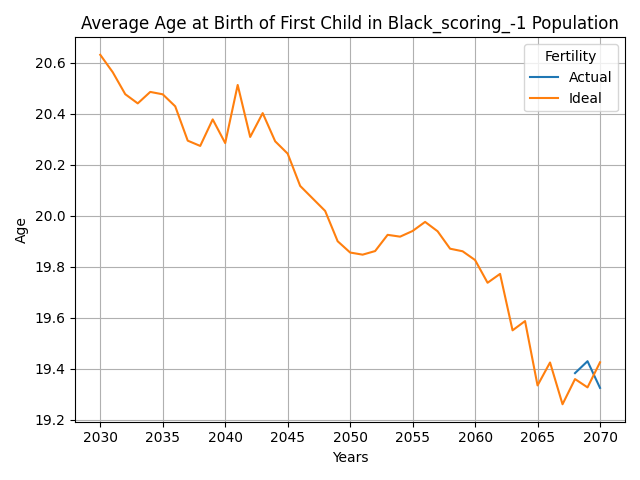 Average Age at Birth of First Child in Black_scoring_-1 Population
Fertility
Actual
Ideal
20.6
20.4
20.2
20.0
19.8
19.6
19.4
19.2
Age
2030 2035 2040 2045 2050 2055 2060 2065 2070
Years